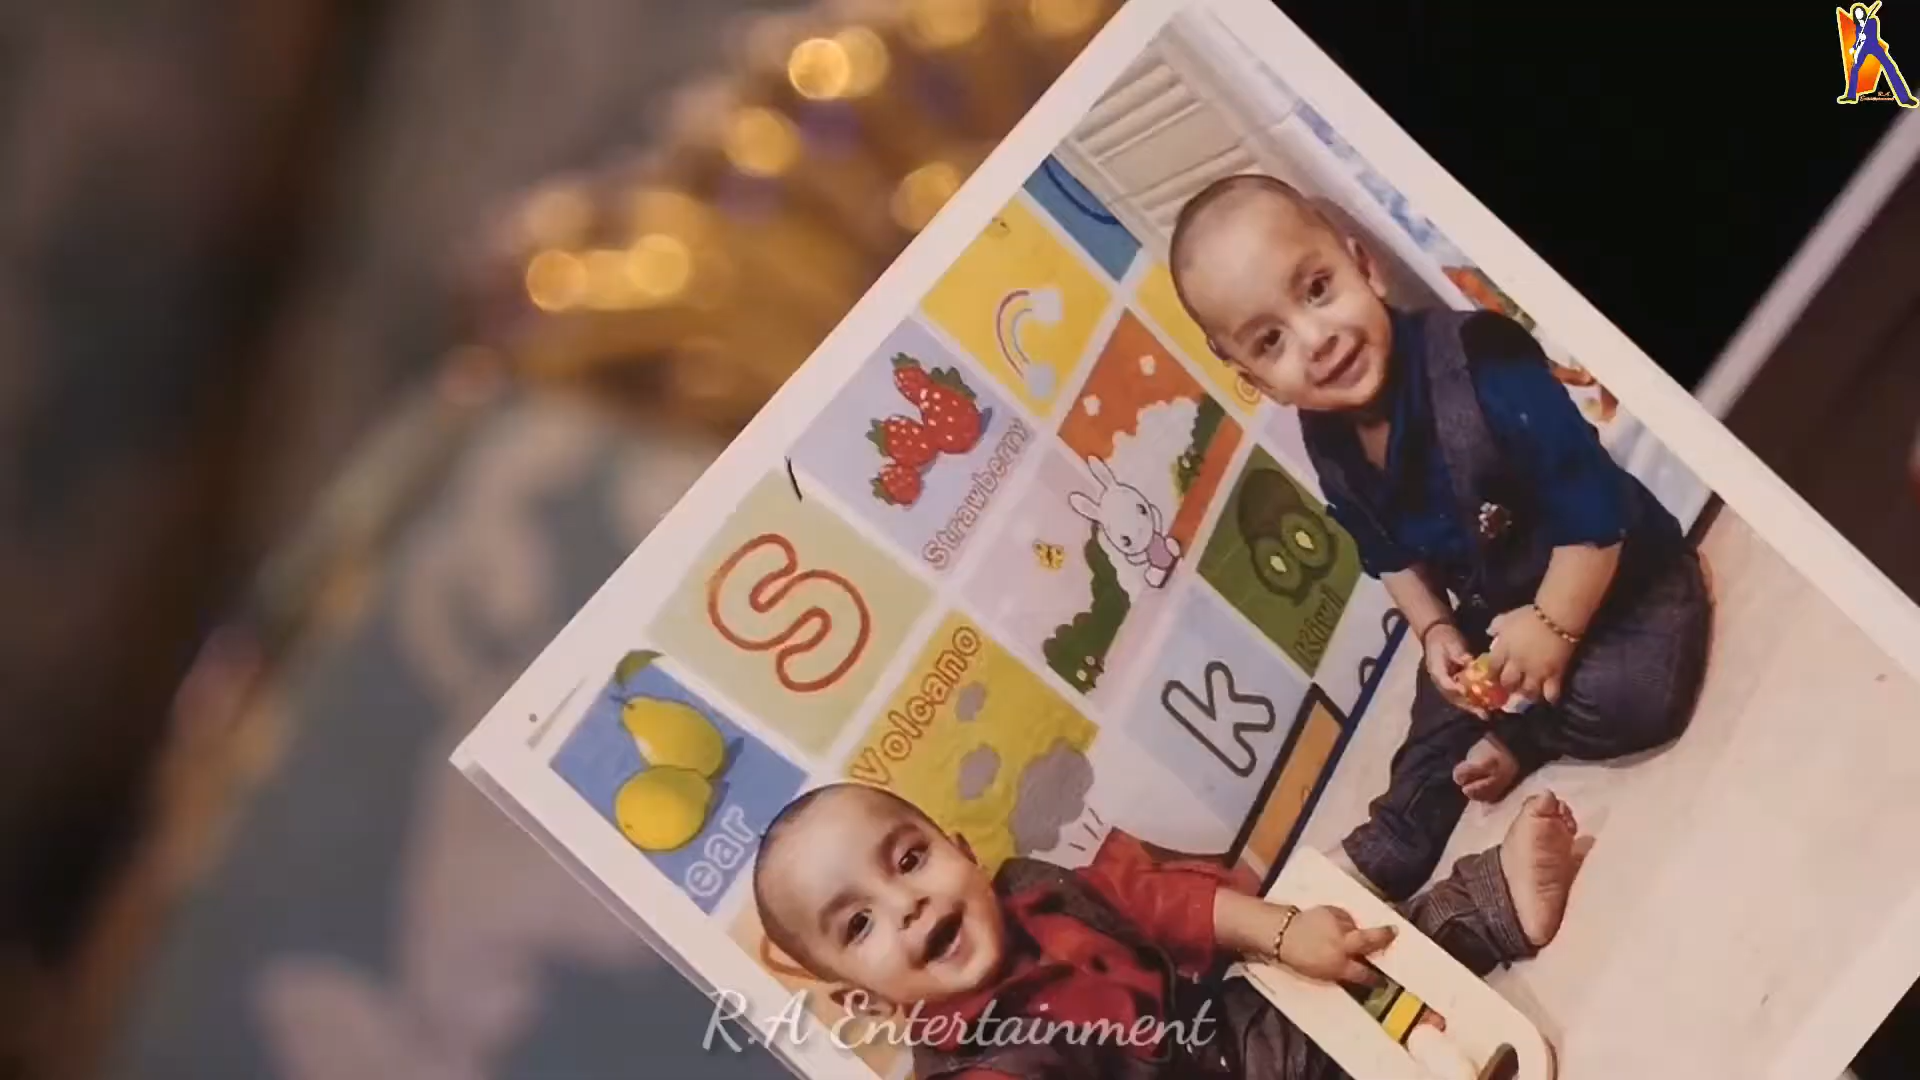 Strawberry
S
Volcano
Kiwi
k
ear
R.A Entertainment